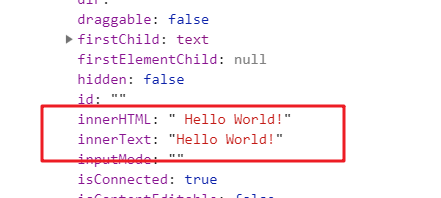 draggable: false
firstChild: text
firstElementChild: null
hidden: false
id: ""
innerHTML: " Hello World!"
innerText: "Hello World!"
inputMode: ""
isConnected: true